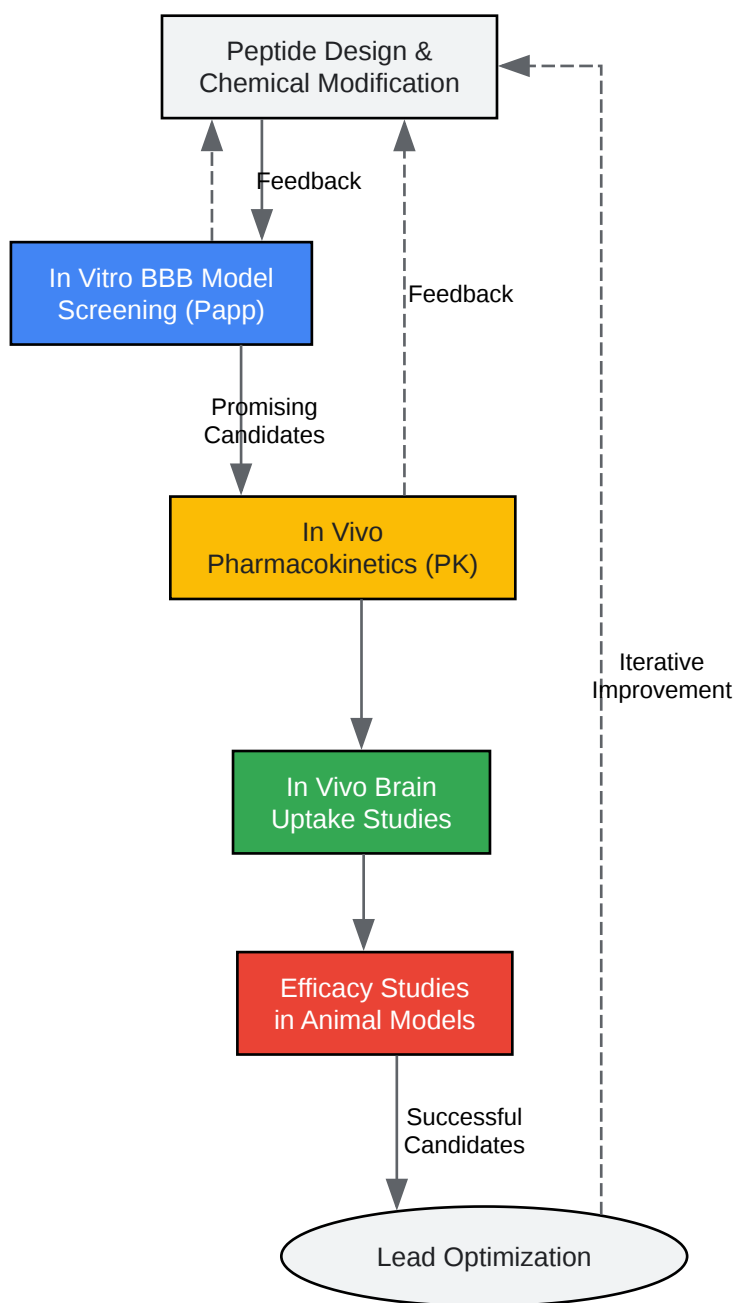 Peptide Design &
Chemical Modification
Feedback
In Vitro BBB Model
Screening (Papp)
Feedback
Promising
Candidates
In Vivo
Pharmacokinetics (PK)
Iterative
Improvement
In Vivo Brain
Uptake Studies
Efficacy Studies
in Animal Models
Successful
Candidates
Lead Optimization